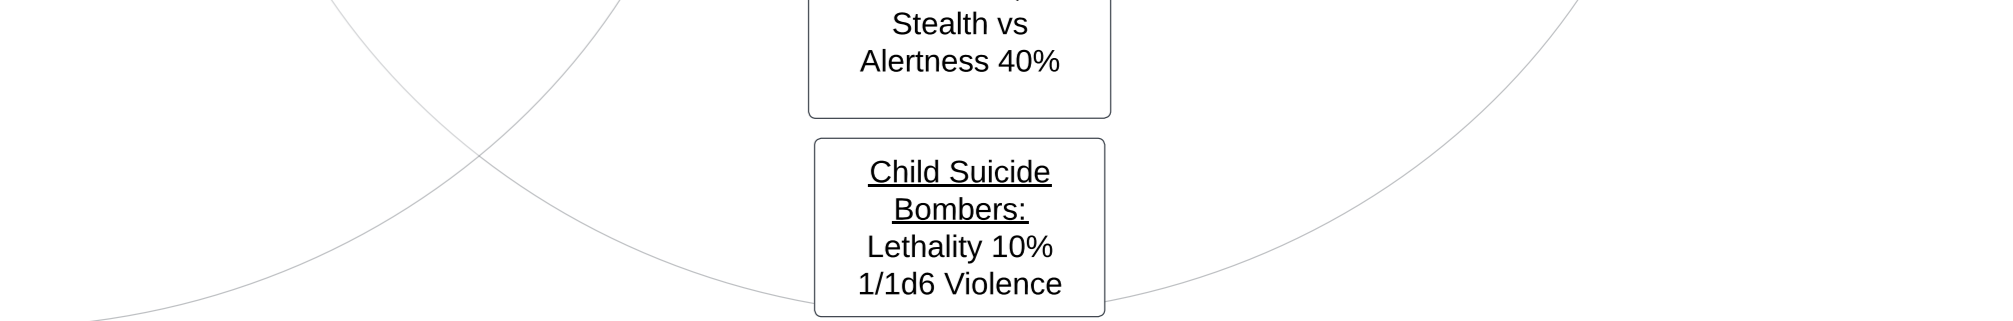 Stealth vs
Alertness 40%
Child Suicide
Bombers:
Lethality 10%
1/1d6 Violence